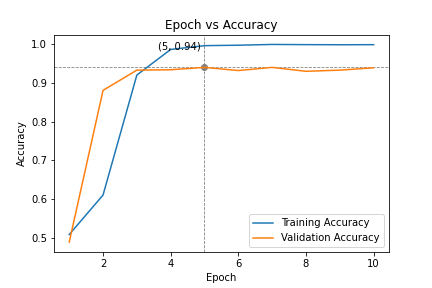 Epoch vs Accuracy
1.0
0.9
0.8
0.7
0.6
0.5
Accuracy
(5, 0.94)
Training Accuracy
Validation Accuracy
2
4
6
8
10
Epoch